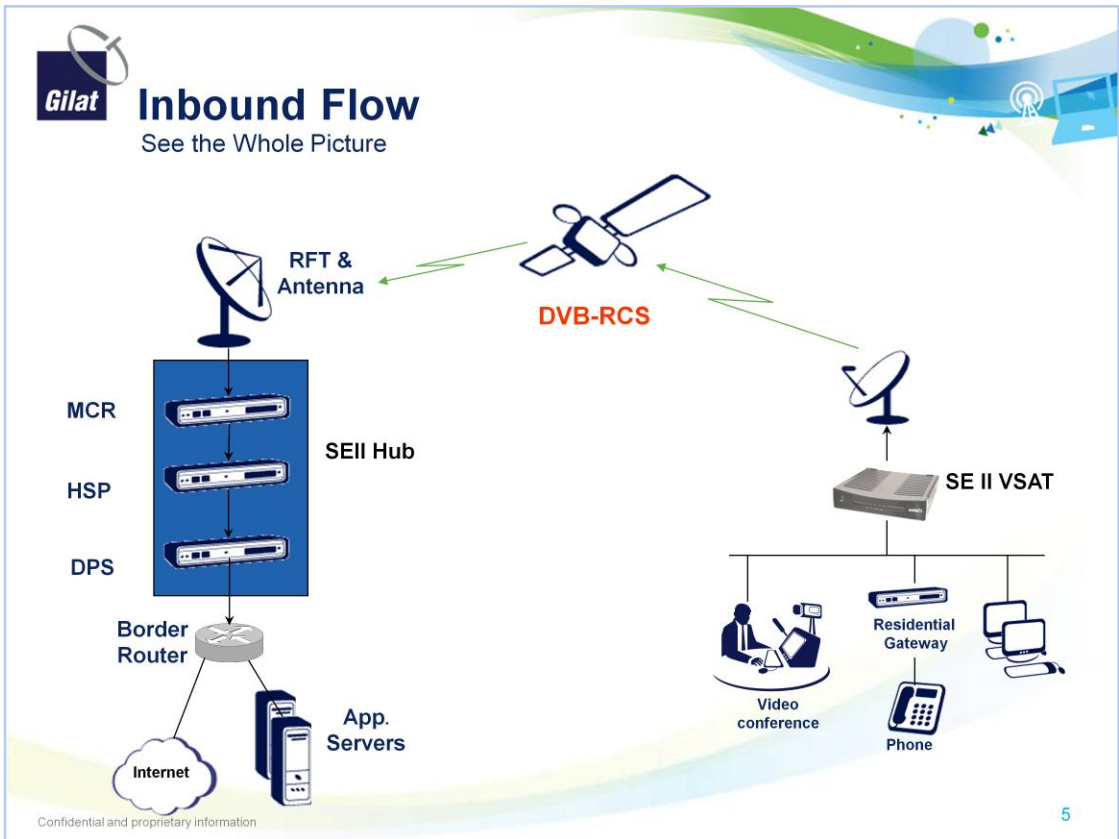 Gilat
Inbound Flow
See the Whole Picture
RFT &
Antenna
DVB-RCS
MCR
SEII Hub
HSP
DPS
SE II VSAT
Border
Router
Residential
Gateway
Video
conference
Phone
App.
Servers
Internet
Confidential and proprietary information
5